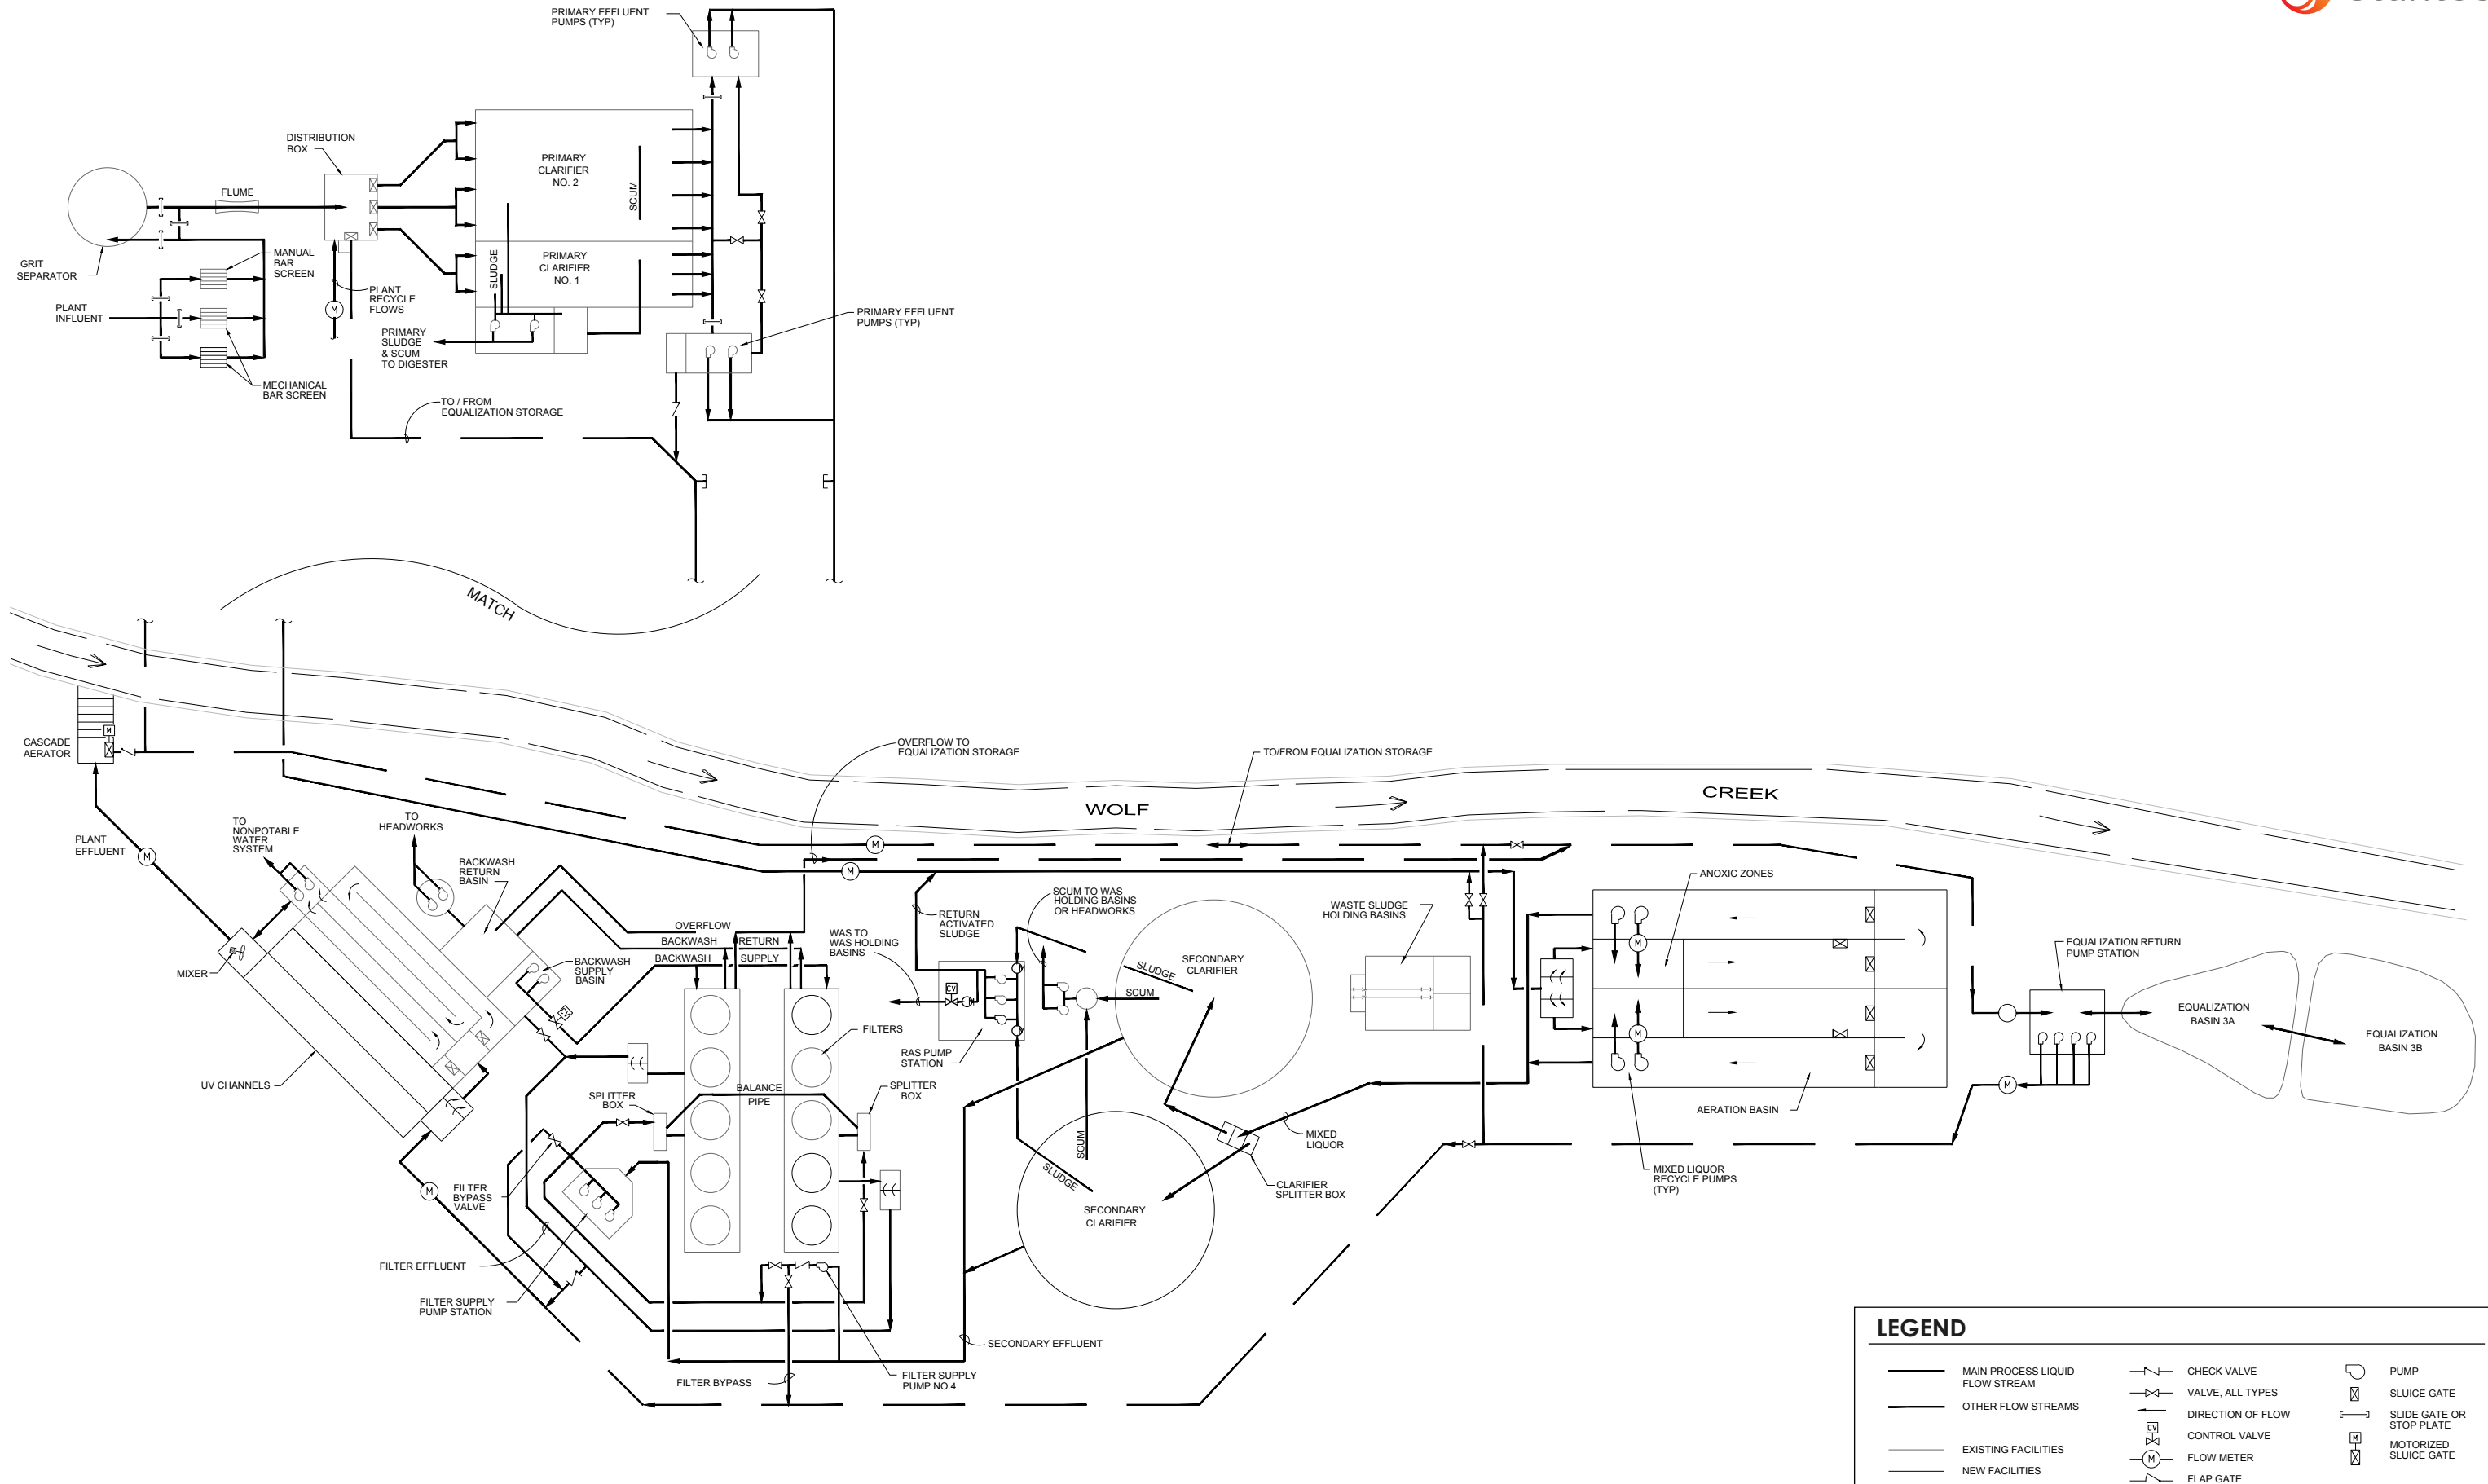 PRIMARY EFFLUENT
PUMPS (TYP)
DISTRIBUTION
BOX
FLUME
PRIMARY
CLARIFIER
NO. 2
SCUM
GRIT
SEPARATOR
MANUAL
BAR
SCREEN
PLANT
INFLUENT
PLANT
RECYCLE
FLOWS
M
SLUDGE
PRIMARY
CLARIFIER
NO. 1
PRIMARY
SLUDGE
& SCUM
TO DIGESTER
PRIMARY EFFLUENT
PUMPS (TYP)
MECHANICAL
BAR SCREEN
TO / FROM
EQUALIZATION STORAGE
MATCH
CASCADE
AERATOR
M
OVERFLOW TO
EQUALIZATION STORAGE
TO/FROM EQUALIZATION STORAGE
WOLF
CREEK
PLANT
EFFLUENT
M
TO
NONPOTABLE
WATER
SYSTEM
TO
HEADWORKS
BACKWASH
RETURN
BASIN
M
M
OVERFLOW
BACKWASH
RETURN
BACKWASH
SUPPLY
BACKWASH
SUPPLY
BASIN
CV
MIXER
UV CHANNELS
RETURN
ACTIVATED
SLUDGE
SCUM TO WAS
HOLDING BASINS
OR HEADWORKS
WAS TO
WAS HOLDING
BASINS
CV
M
M
M
SLUDGE
SCUM
SECONDARY
CLARIFIER
WASTE SLUDGE
HOLDING BASINS
ANOXIC ZONES
M
M
EQUALIZATION RETURN
PUMP STATION
EQUALIZATION
BASIN 3A
EQUALIZATION
BASIN 3B
M
FILTERS
RAS PUMP
STATION
SPLITTER
BOX
BALANCE
PIPE
SPLITTER
BOX
AERATION BASIN
MIXED
LIQUOR
MIXED LIQUOR
RECYCLE PUMPS
(TYP)
CLARIFIER
SPLITTER BOX
SCUM
SLUDGE
SECONDARY
CLARIFIER
M
FILTER
BYPASS
VALVE
FILTER EFFLUENT
FILTER SUPPLY
PUMP STATION
SECONDARY EFFLUENT
FILTER BYPASS
FILTER SUPPLY
PUMP NO.4
LEGEND
MAIN PROCESS LIQUID
FLOW STREAM
OTHER FLOW STREAMS
EXISTING FACILITIES
NEW FACILITIES
CHECK VALVE
VALVE, ALL TYPES
DIRECTION OF FLOW
CV
CONTROL VALVE
M
FLOW METER
FLAP GATE
PUMP
SLUICE GATE
SLIDE GATE OR
STOP PLATE
M
MOTORIZED
SLUICE GATE